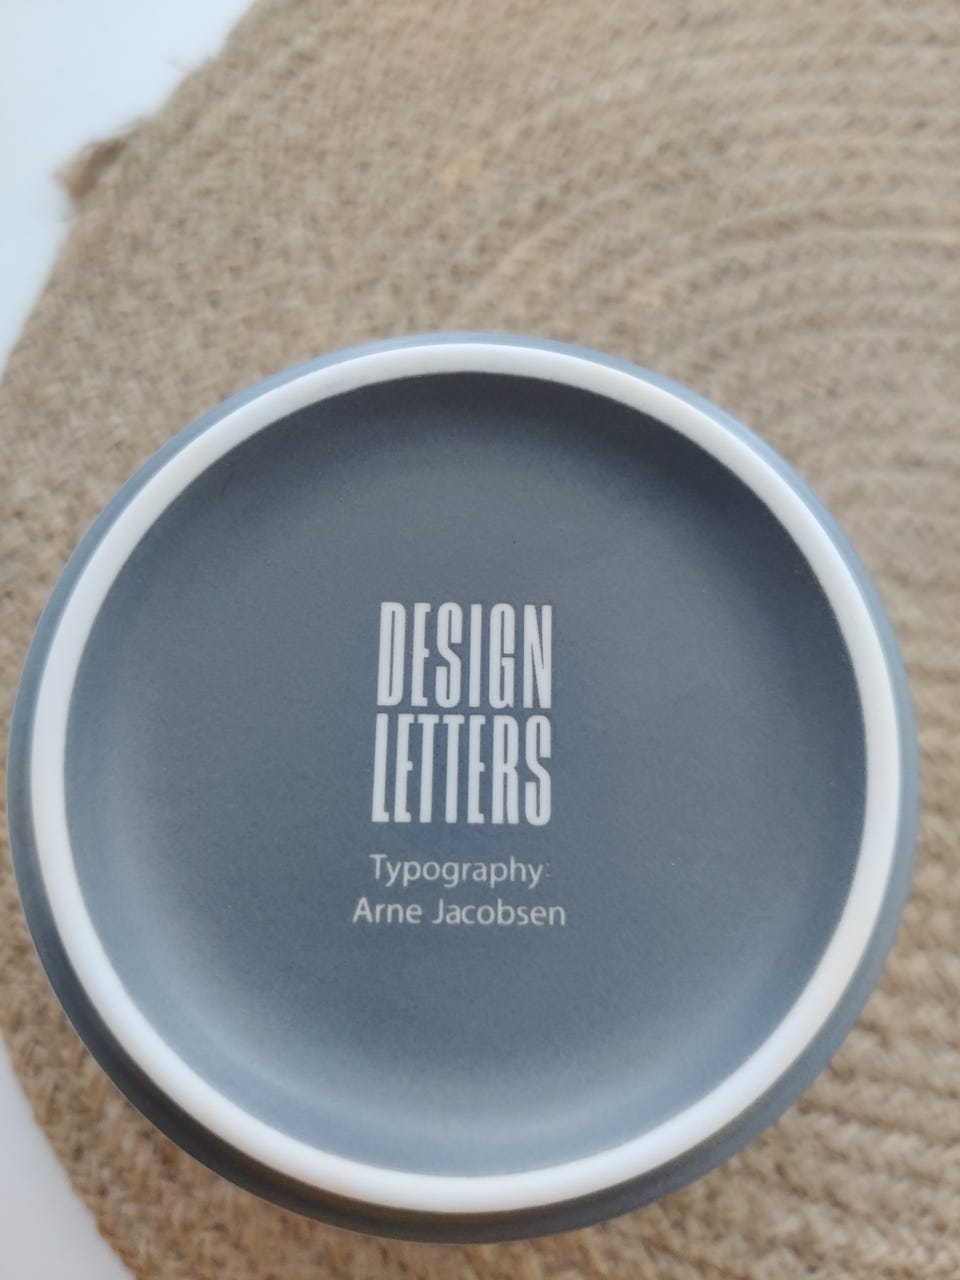 DESIGN
LETTERS
Typography:
Arne Jacobsen